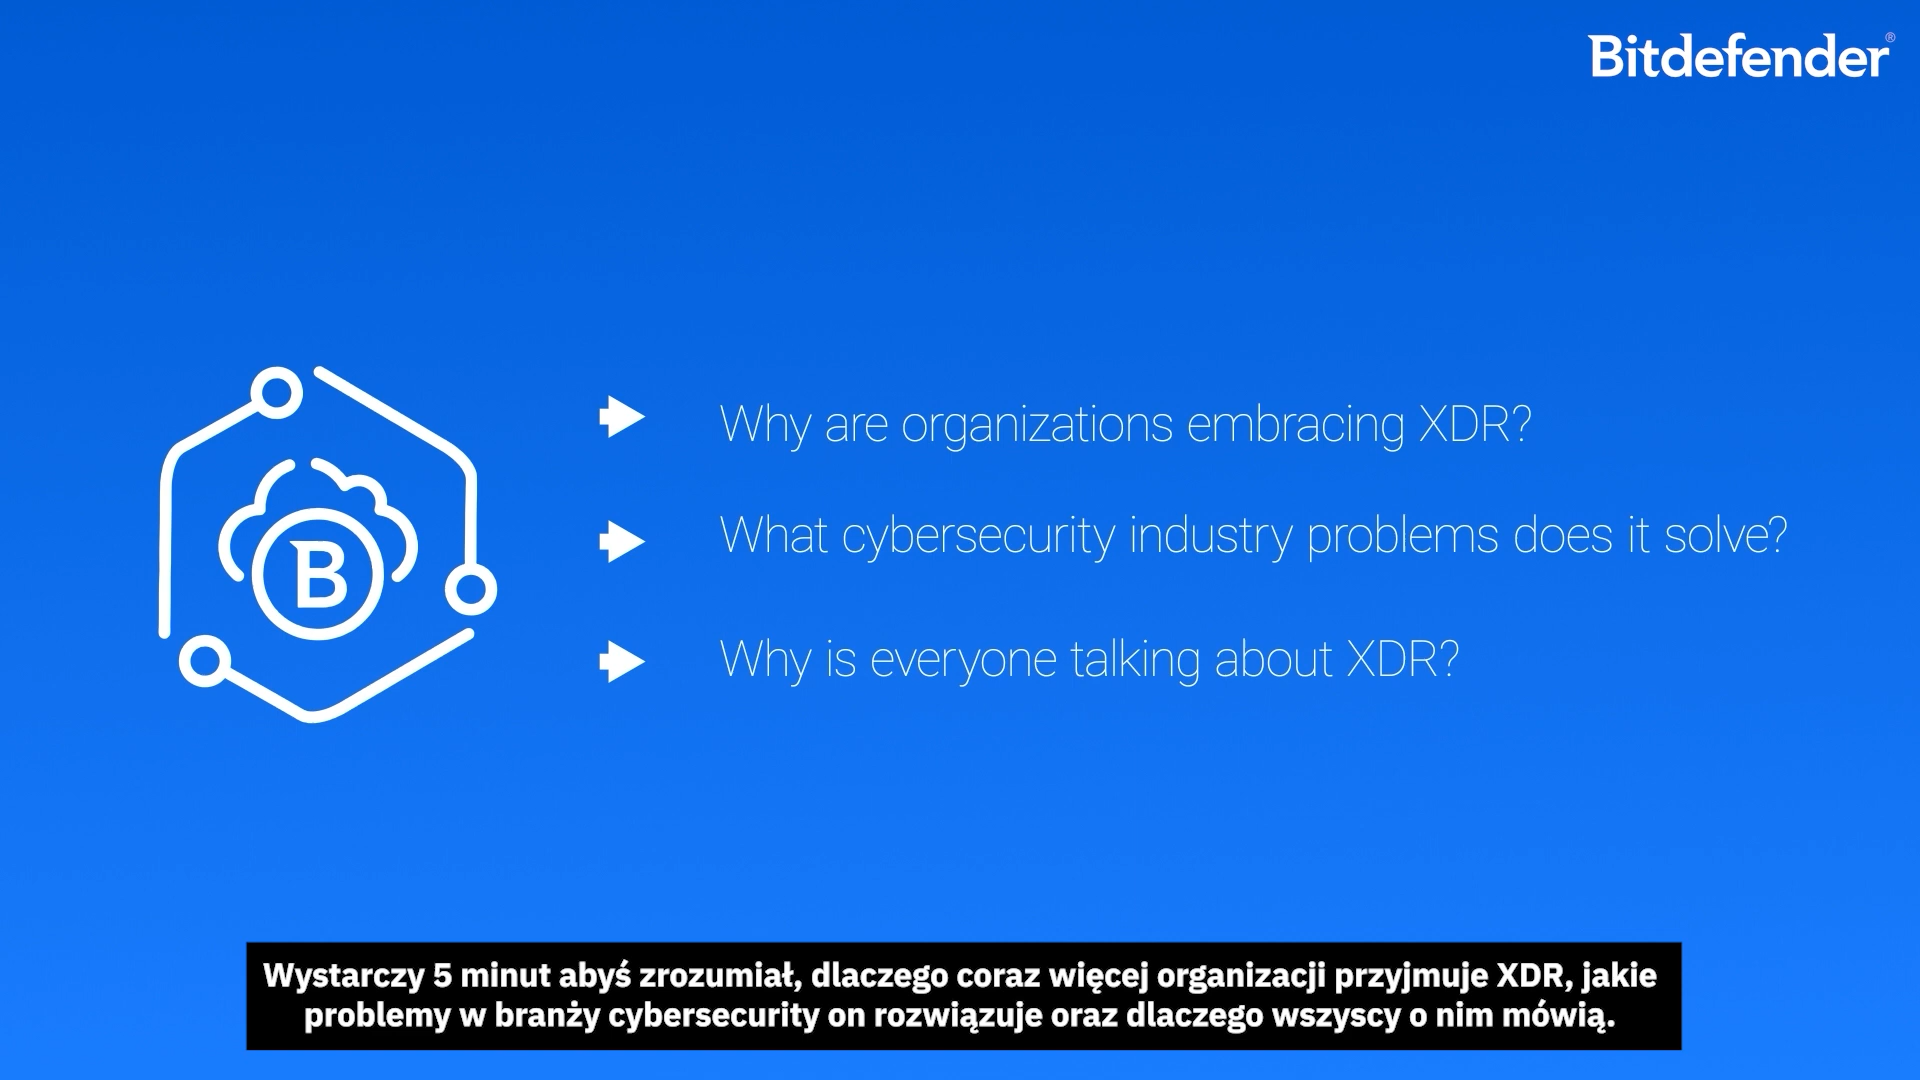 Bitdefender®
Why are organizations embracing XDR?
What cybersecurity industry problems does it solve?
Why is everyone talking about XDR?
B
Wystarczy 5 minut abyś zrozumiał, dlaczego coraz więcej organizacji przyjmuje XDR, jakie
problemy w branży cybersecurity on rozwiązuje oraz dlaczego wszyscy o nim mówią.